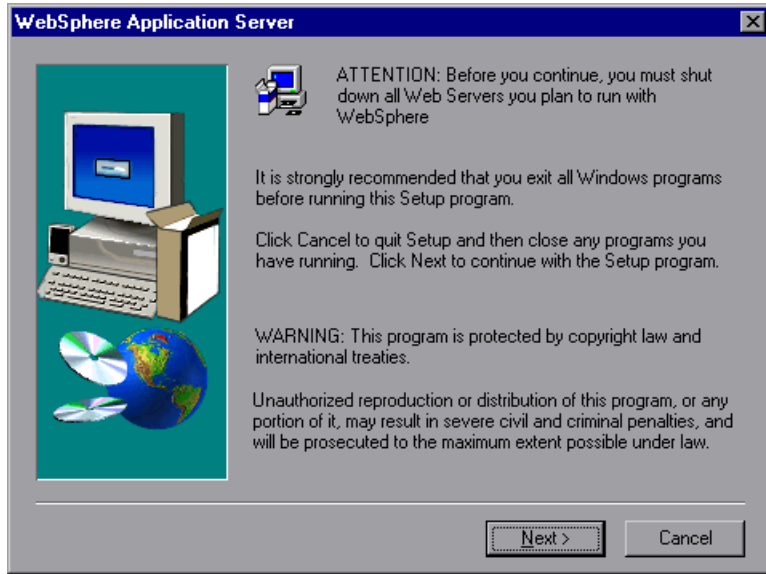 WebSphere Application Server
ATTENTION: Before you continue, you must shut
down all Web Servers you plan to run with
WebSphere
It is strongly recommended that you exit all Windows programs
before running this Setup program.
Click Cancel to quit Setup and then close any programs you
have running.  Click Next to continue with the Setup program.
WARNING: This program is protected by copyright law and
international treaties.
Unauthorized reproduction or distribution of this program, or any
portion of it, may result in severe civil and criminal penalties, and
will be prosecuted to the maximum extent possible under law.
Next >
Cancel